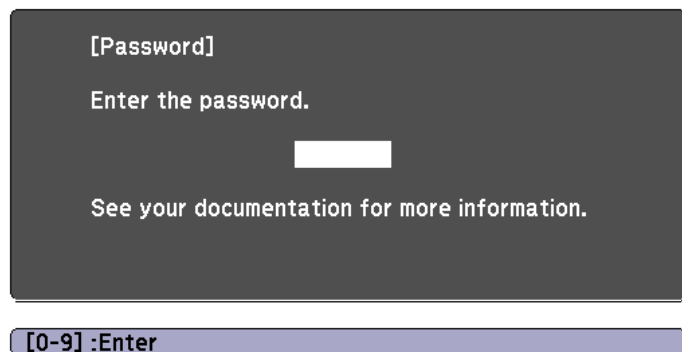 [Password]
Enter the password.
See your documentation for more information.
[0-9] :Enter